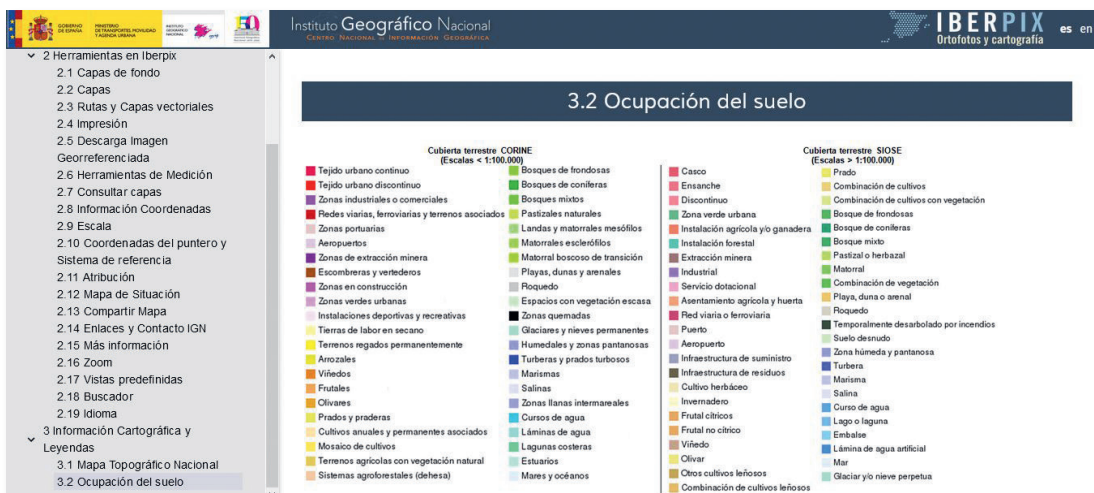 GOBIERNO
DE ESPAÑA
MINISTERIO
DE TRANSPORTES, MOVILIDAD
Y AGENDA URBANA
INSTITUTO
GEOGRÁFICO
NACIONAL
Instituto Geográfico Nacional
CENTRO NACIONAL DE INFORMACIÓN GEOGRÁFICA
IBERPIX
Ortofotos y cartografía
es en
2 Herramientas en Iberpix
2.1 Capas de fondo
2.2 Capas
2.3 Rutas y Capas vectoriales
2.4 Impresión
2.5 Descarga Imagen
Georreferenciada
2.6 Herramientas de Medición
2.7 Consultar capas
2.8 Información Coordenadas
2.9 Escala
2.10 Coordenadas del puntero y
Sistema de referencia
2.11 Atribución
2.12 Mapa de Situación
2.13 Compartir Mapa
2.14 Enlaces y Contacto IGN
2.15 Más información
2.16 Zoom
2.17 Vistas predefinidas
2.18 Buscador
2.19 Idioma
3 Información Cartográfica y
Leyendas
3.1 Mapa Topográfico Nacional
3.2 Ocupación del suelo
3.2 Ocupación del suelo
Cubierta terrestre CORINE
(Escalas < 1:100.000)
Tejido urbano continuo
Tejido urbano discontinuo
Zonas industriales o comerciales
Redes viarias, ferroviarias y terrenos asociados
Zonas portuarias
Aeropuertos
Zonas de extracción minera
Escombreras y vertederos
Zonas en construcción
Zonas verdes urbanas
Instalaciones deportivas y recreativas
Tierras de labor en secano
Terrenos regados permanentemente
Arrozales
Viñedos
Frutales
Olivares
Prados y praderas
Cultivos anuales y permanentes asociados
Mosaico de cultivos
Terrenos agrícolas con vegetación natural
Sistemas agroforestales (dehesa)
Bosques de frondosas
Bosques de coníferas
Bosques mixtos
Pastizales naturales
Landas y matorrales mesófilos
Matorrales esclerófilos
Matorral boscoso de transición
Playas, dunas y arenales
Roquedo
Espacios con vegetación escasa
Zonas quemadas
Glaciares y nieves permanentes
Humedales y zonas pantanosas
Turberas y prados turbosos
Marismas
Salinas
Zonas llanas intermareales
Cursos de agua
Láminas de agua
Lagunas costeras
Estuarios
Mares y océanos
Cubierta terrestre SIOSE
(Escalas > 1:100.000)
Casco
Ensanche
Discontinuo
Zona verde urbana
Instalación agrícola y/o ganadera
Instalación forestal
Extracción minera
Industrial
Servicio dotacional
Asentamiento agrícola y huerta
Red viaria o ferroviaria
Puerto
Aeropuerto
Infraestructura de suministro
Infraestructura de residuos
Cultivo herbáceo
Invernadero
Frutal cítricos
Frutal no cítrico
Viñedo
Olivar
Otros cultivos leñosos
Combinación de cultivos leñosos
Prado
Combinación de cultivos
Combinación de cultivos con vegetación
Bosque de frondosas
Bosque de coníferas
Bosque mixto
Pastizal o herbazal
Matorral
Combinación de vegetación
Playa, duna o arenal
Roquedo
Temporalmente desarbolado por incendios
Suelo desnudo
Zona húmeda y pantanosa
Turbera
Marisma
Salina
Curso de agua
Lago o laguna
Embalse
Lámina de agua artificial
Mar
Glaciar y/o nieve perpetua